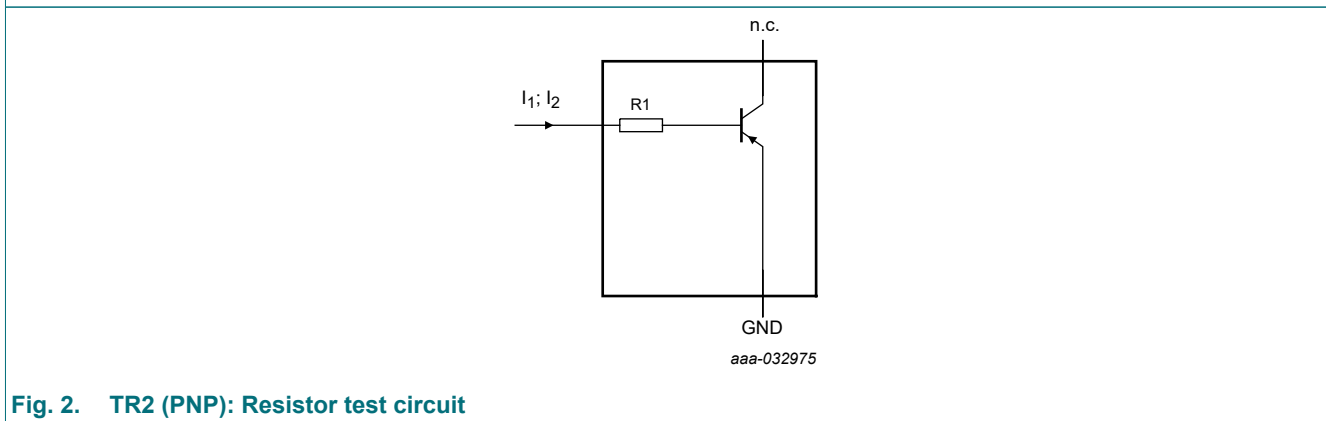 n.c.
I1; I2
R1
GND
aaa-032975
Fig. 2. TR2 (PNP): Resistor test circuit